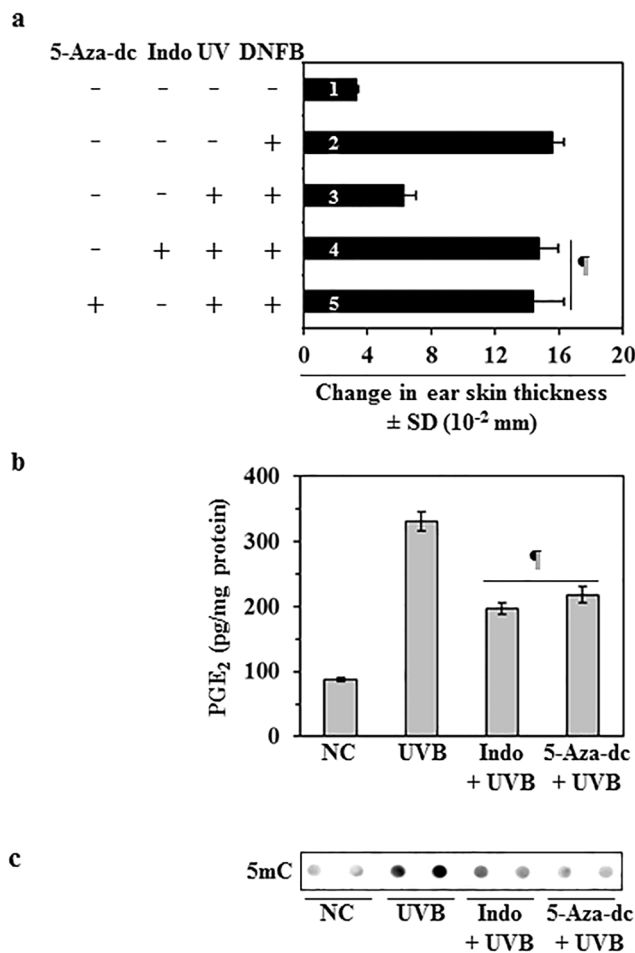 a
5-Aza-dc Indo UV DNFB
- - - - 1
- - - + 2
- - + + 3
- + + + 4
¶
+ - + + 5
0 4 8 12 16 20
Change in ear skin thickness
± SD (10⁻² mm)
b
PGE₂ (pg/mg protein)
400
300
200
100
0
¶
NC UVB Indo 5-Aza-dc
+ UVB + UVB
c
5mC
NC UVB Indo 5-Aza-dc
+ UVB + UVB